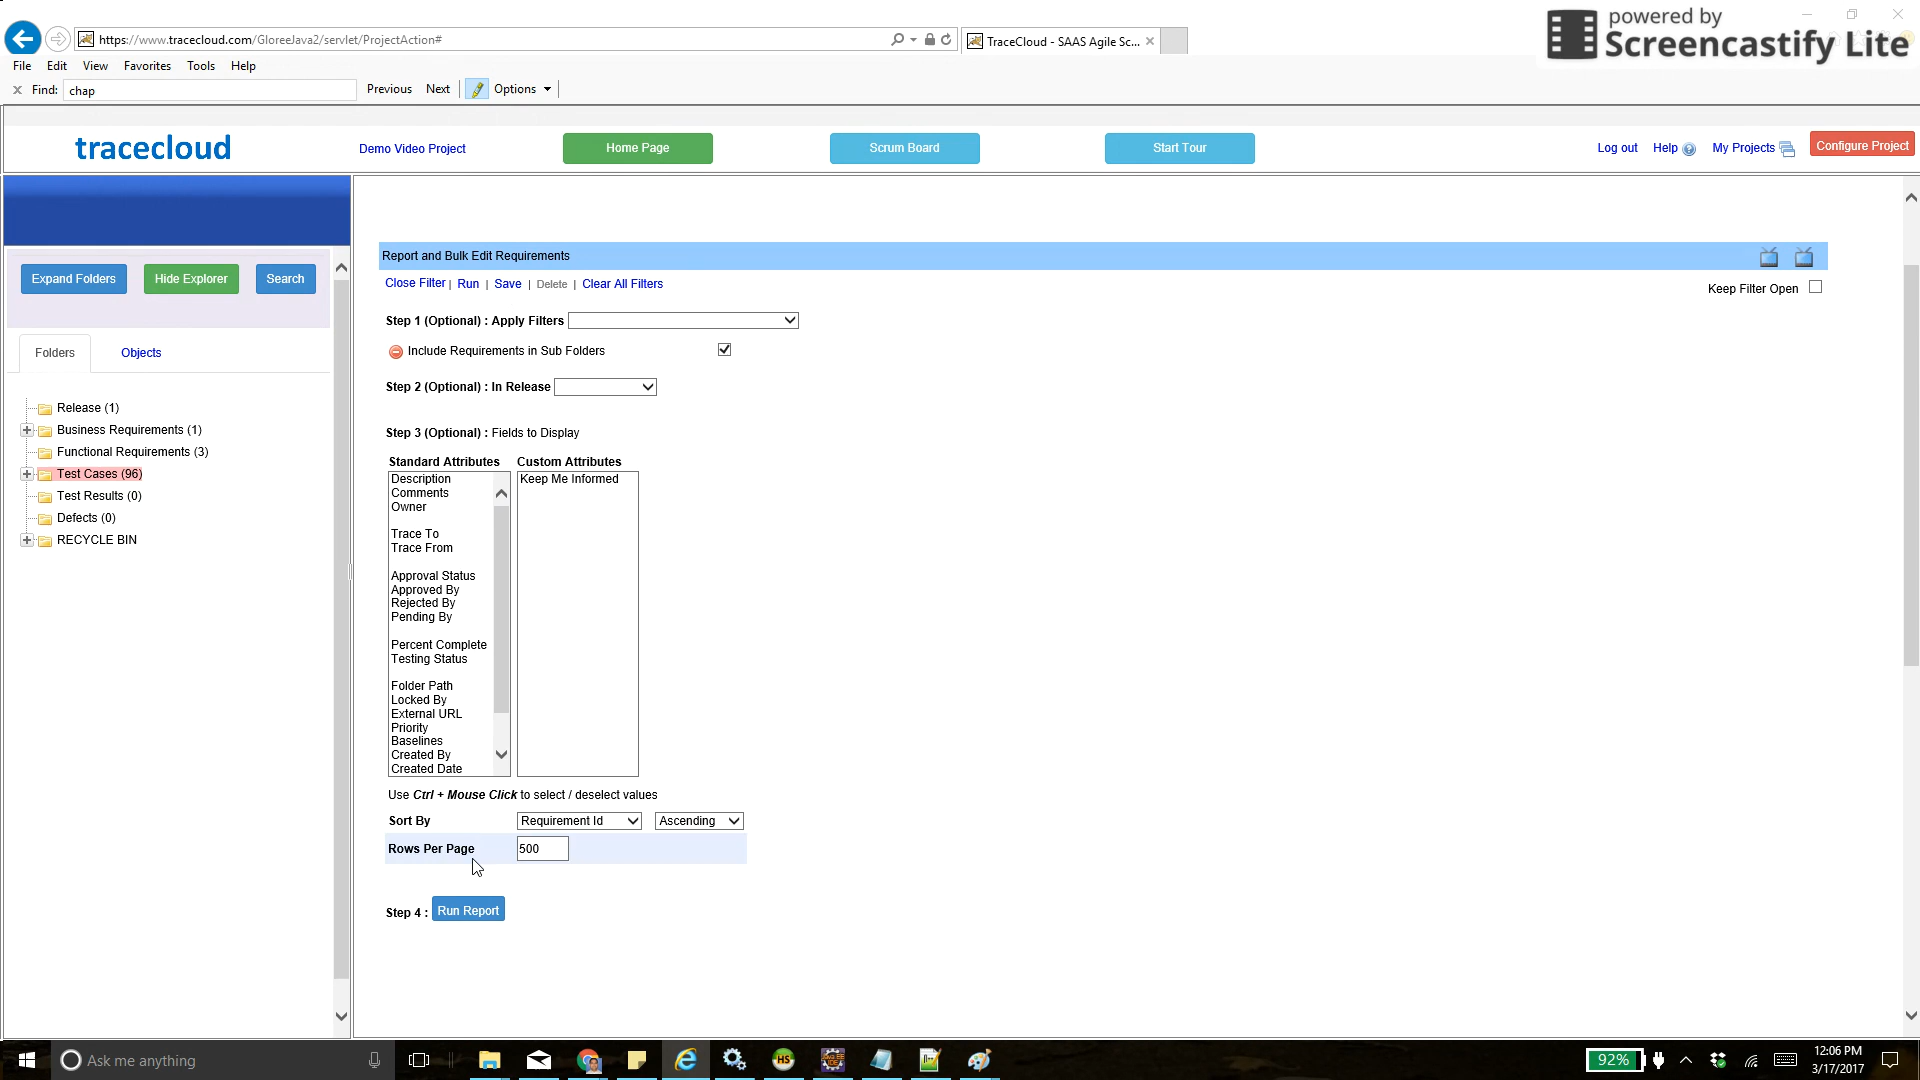 powered by
Screencastify Lite
https://www.tracecloud.com/GloreeJava2/servlet/ProjectAction#
TraceCloud - SAAS Agile Sc...
File Edit View Favorites Tools Help
Find: chap Previous Next Options
tracecloud Demo Video Project Home Page Scrum Board Start Tour Log out Help My Projects Configure Project
Expand Folders Hide Explorer Search
Folders Objects
Release (1)
Business Requirements (1)
Functional Requirements (3)
Test Cases (96)
Test Results (0)
Defects (0)
RECYCLE BIN
Report and Bulk Edit Requirements
Close Filter | Run | Save | Delete | Clear All Filters
Keep Filter Open
Step 1 (Optional) : Apply Filters
Include Requirements in Sub Folders
Step 2 (Optional) : In Release
Step 3 (Optional) : Fields to Display
Standard Attributes Custom Attributes
Description Keep Me Informed
Comments
Owner
Trace To
Trace From
Approval Status
Approved By
Rejected By
Pending By
Percent Complete
Testing Status
Folder Path
Locked By
External URL
Priority
Baselines
Created By
Created Date
Use Ctrl + Mouse Click to select / deselect values
Sort By Requirement Id Ascending
Rows Per Page 500
Step 4 : Run Report
Ask me anything
HS
92%
12:06 PM
3/17/2017